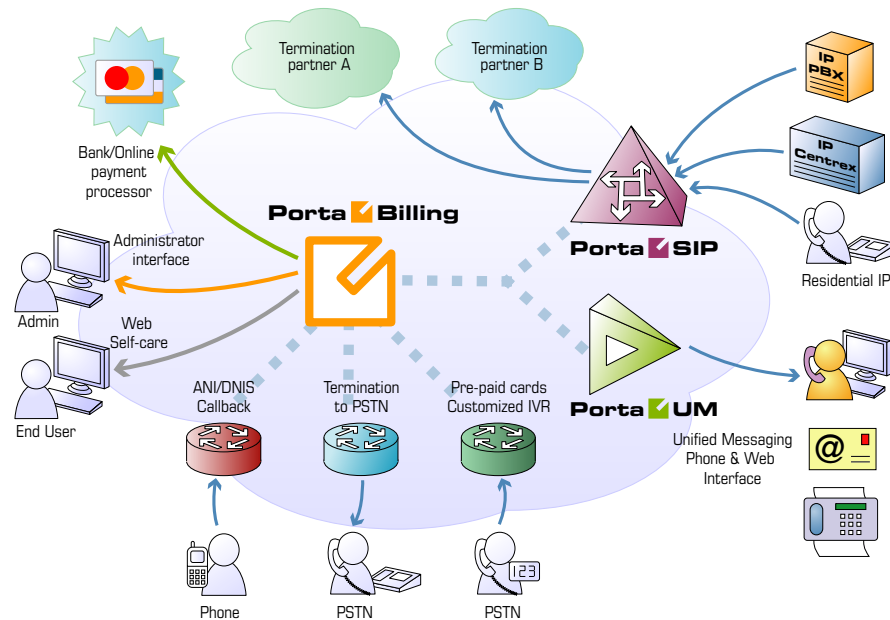 Termination
partner A
Termination
partner B
IP
PBX
IP
Centrex
Residential IP
Bank/Online
payment
processor
Porta Billing
Porta SIP
Administrator
interface
Admin
Web
Self-care
End User
ANI/DNIS
Callback
Termination
to PSTN
Pre-paid cards
Customized IVR
Porta UM
Unified Messaging
Phone & Web
Interface
@
123
Phone
PSTN
PSTN